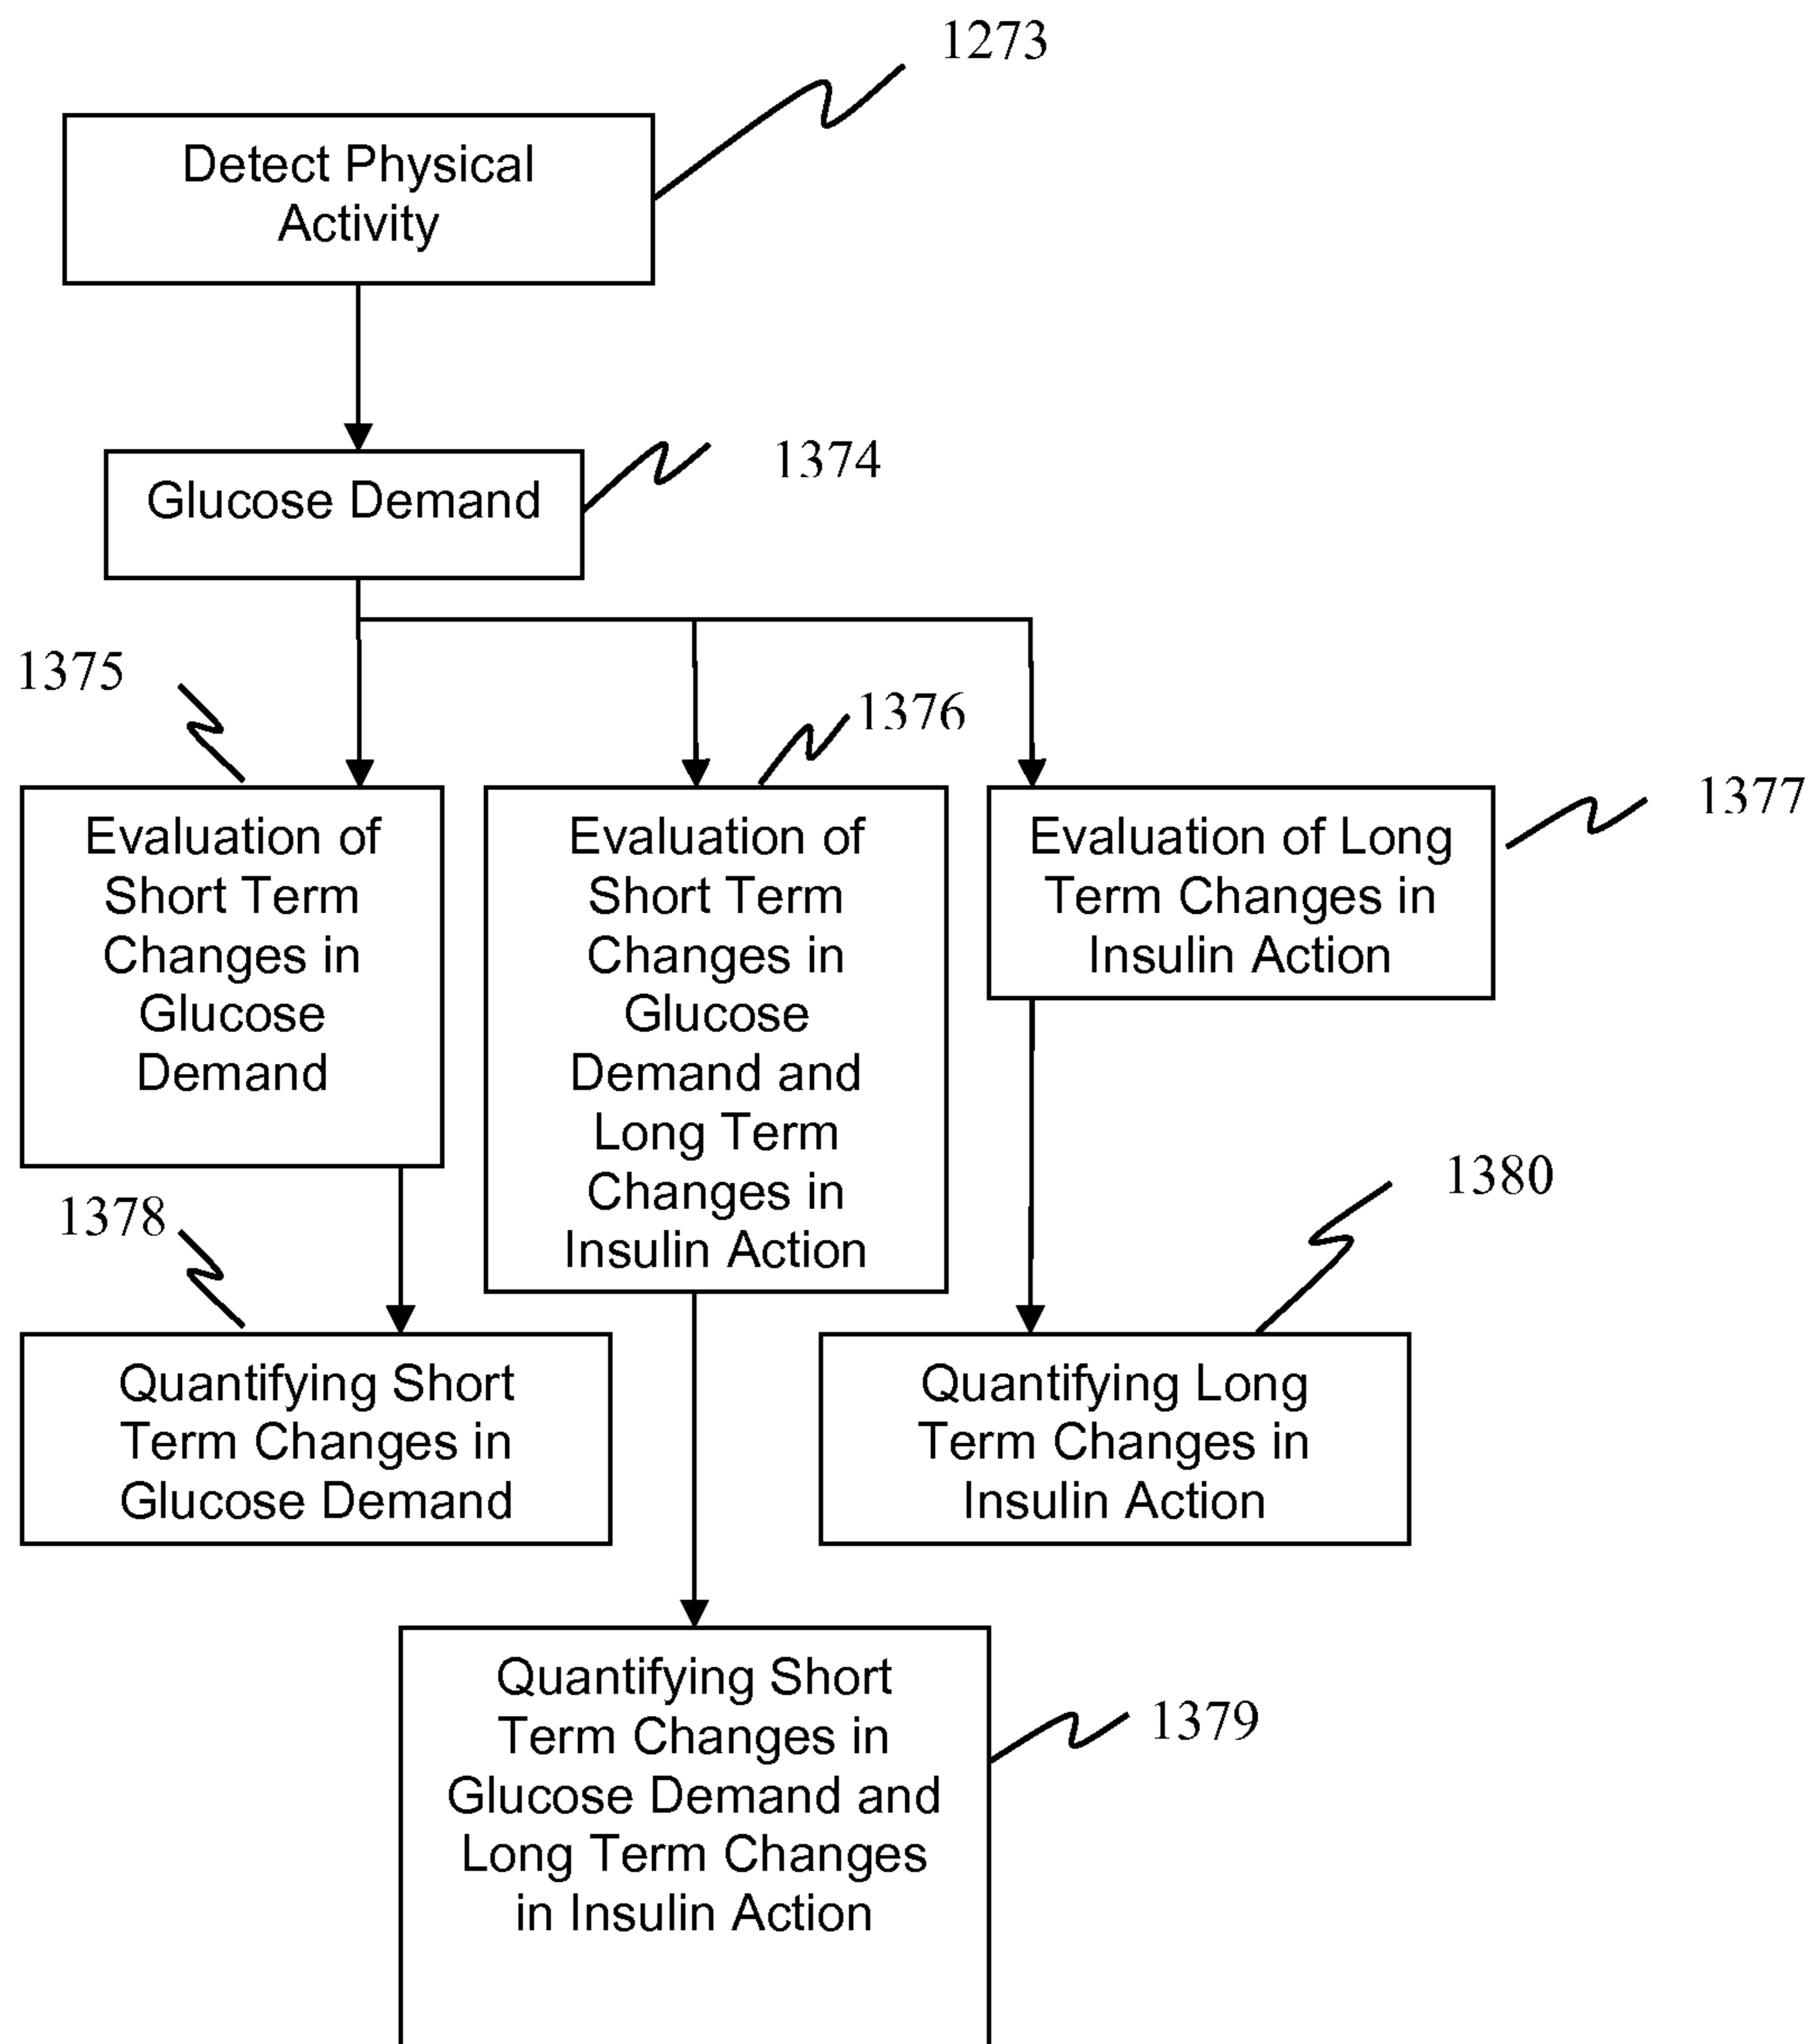 1273
Detect Physical
Activity
1374
Glucose Demand
1375
1376
1377
Evaluation of
Short Term
Changes in
Glucose
Demand
Evaluation of
Short Term
Changes in
Glucose
Demand and
Long Term
Changes in
Insulin Action
Evaluation of Long
Term Changes in
Insulin Action
1378
1380
Quantifying Short
Term Changes in
Glucose Demand
Quantifying Long
Term Changes in
Insulin Action
Quantifying Short
Term Changes in
Glucose Demand and
Long Term Changes
in Insulin Action
1379